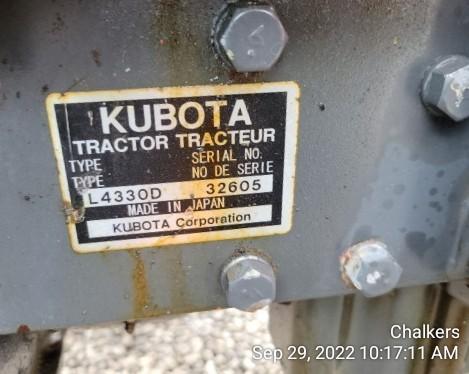 KUBOTA
TRACTOR TRACTEUR
TYPE SERIAL NO.
TYPE NO DE SERIE
L4330D 32605
MADE IN JAPAN
KUBOTA Corporation
Chalkers
Sep 29, 2022 10:17:11 AM